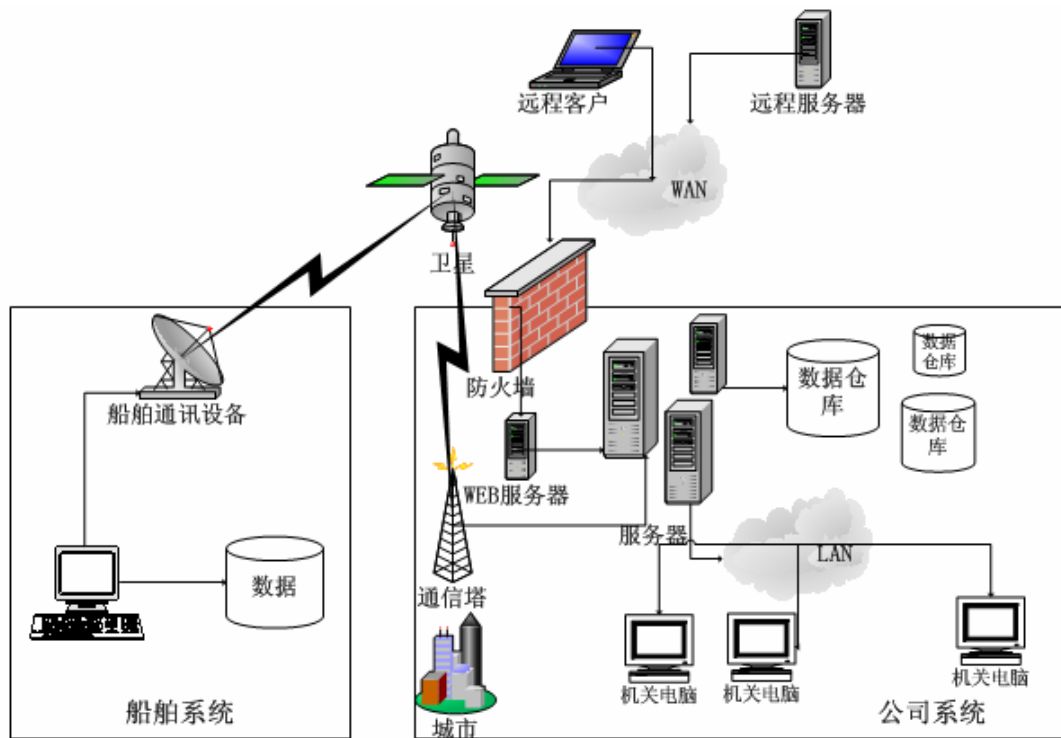 远程客户
远程服务器
WAN
卫星
船舶通讯设备
防火墙
数据仓
库
数据
仓库
数据仓
库
WEB服务器
服务器
LAN
数据
通信塔
机关电脑
机关电脑
机关电脑
船舶系统
城市
公司系统